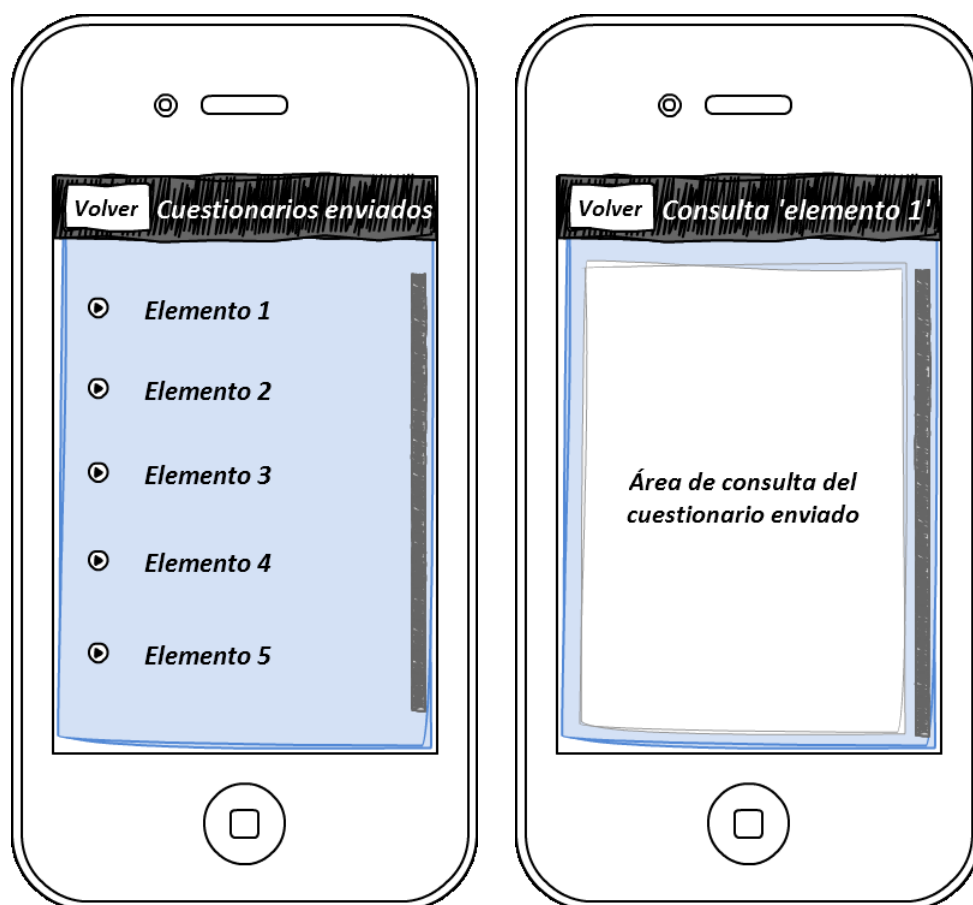 Volver Cuestionarios enviados
Elemento 1
Elemento 2
Elemento 3
Elemento 4
Elemento 5
Volver Consulta 'elemento 1'
Área de consulta del
cuestionario enviado